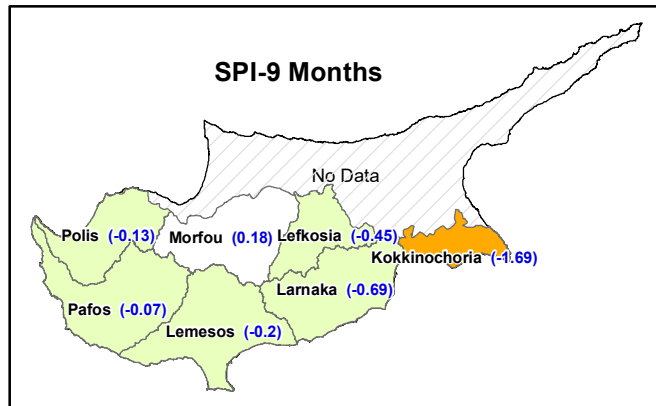 SPI-9 Months
No Data
Polis (-0.13)
Morfou (0.18)
Lefkosia (-0.45)
Kokkinochoria (-1.69)
Larnaka (-0.69)
Pafos (-0.07)
Lemesos (-0.2)